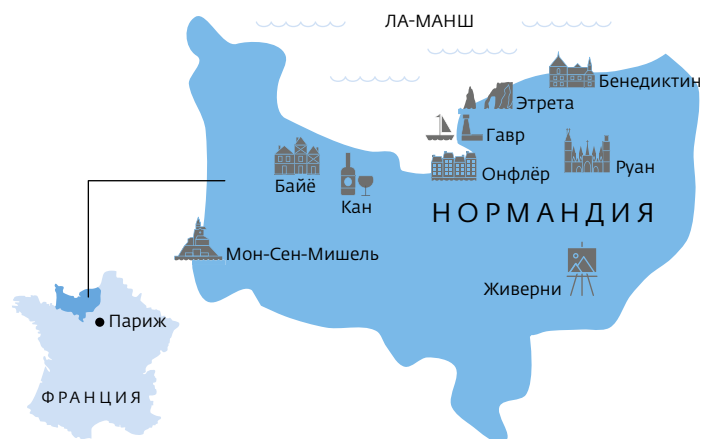 ЛА-МАНШ
Бенедиктин
Этрета
Гавр
Онфлёр
Руан
Байё
Кан
НОРМАНДИЯ
Мон-Сен-Мишель
Живерни
Париж
ФРАНЦИЯ